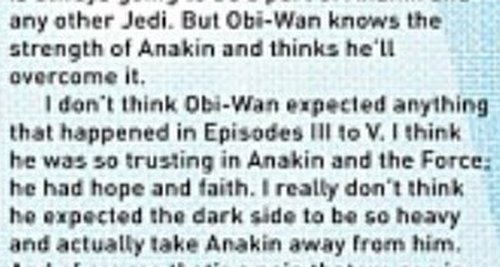 any other Jedi. But Obi-Wan knows the
strength of Anakin and thinks he'll
overcome it.
I don't think Obi-Wan expected anything
that happened in Episodes III to V. I think
he was so trusting in Anakin and the Force;
he had hope and faith. I really don't think
he expected the dark side to be so heavy
and actually take Anakin away from him.